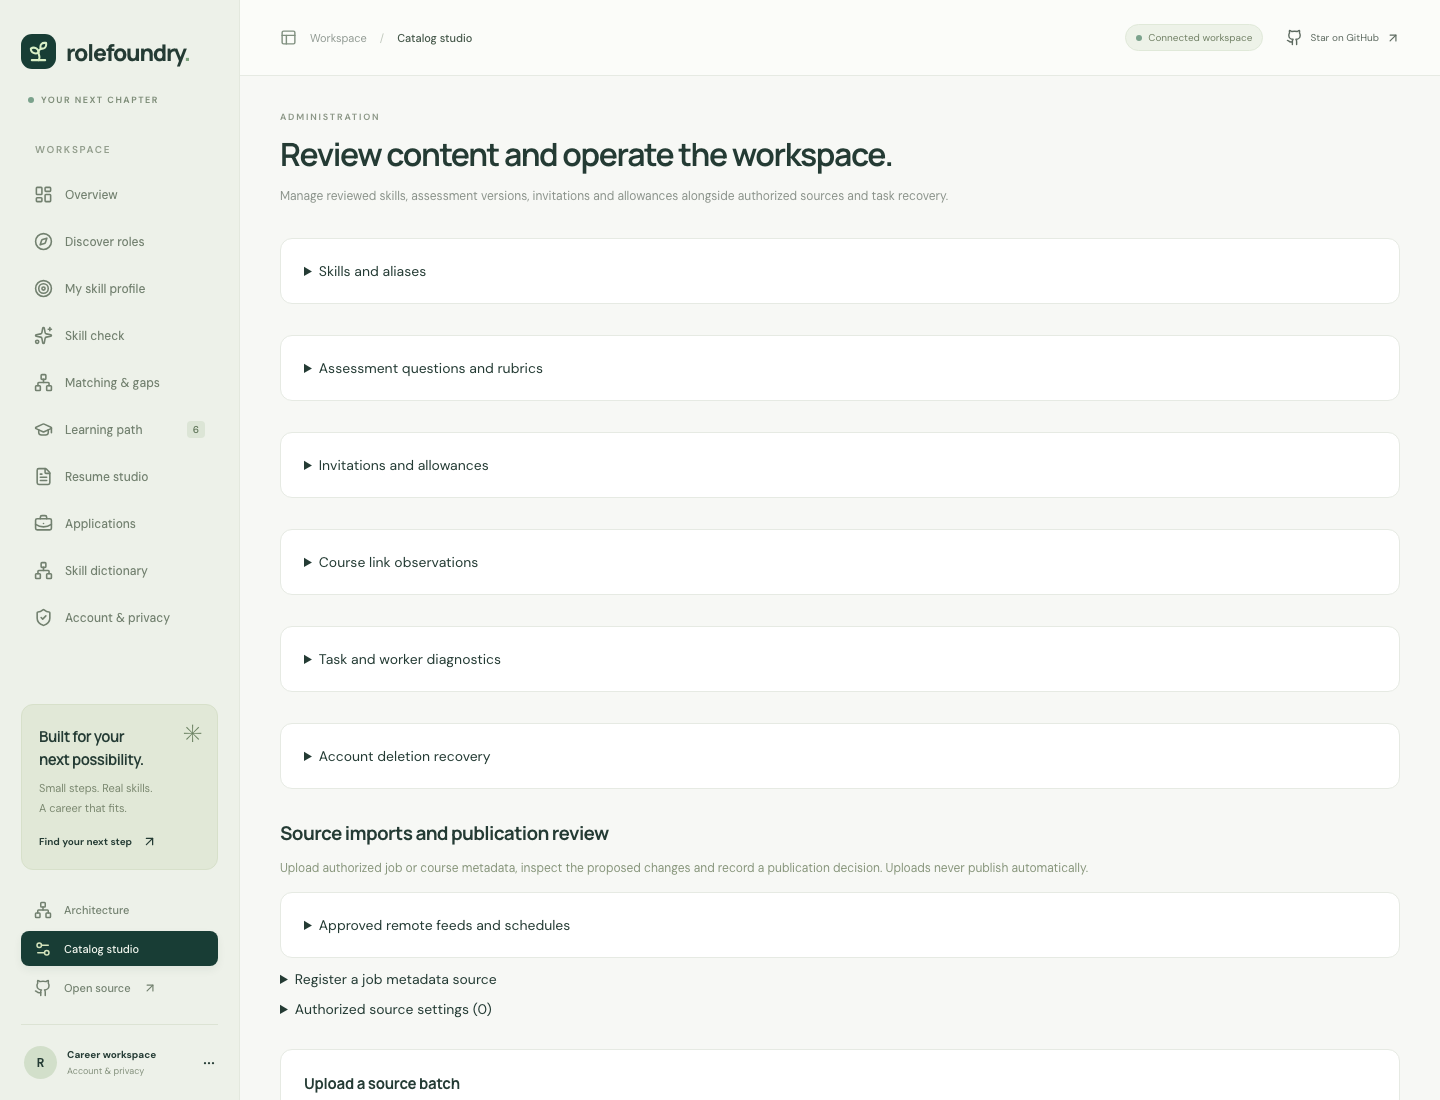 rolefoundry.
YOUR NEXT CHAPTER
WORKSPACE
Overview
Discover roles
My skill profile
Skill check
Matching & gaps
Learning path 6
Resume studio
Applications
Skill dictionary
Account & privacy
Built for your
next possibility.
Small steps. Real skills.
A career that fits.
Find your next step
Architecture
Catalog studio
Open source
R
Career workspace
Account & privacy
Workspace / Catalog studio
Connected workspace
Star on GitHub
ADMINISTRATION
Review content and operate the workspace.
Manage reviewed skills, assessment versions, invitations and allowances alongside authorized sources and task recovery.
Skills and aliases
Assessment questions and rubrics
Invitations and allowances
Course link observations
Task and worker diagnostics
Account deletion recovery
Source imports and publication review
Upload authorized job or course metadata, inspect the proposed changes and record a publication decision. Uploads never publish automatically.
Approved remote feeds and schedules
Register a job metadata source
Authorized source settings (0)
Upload a source batch